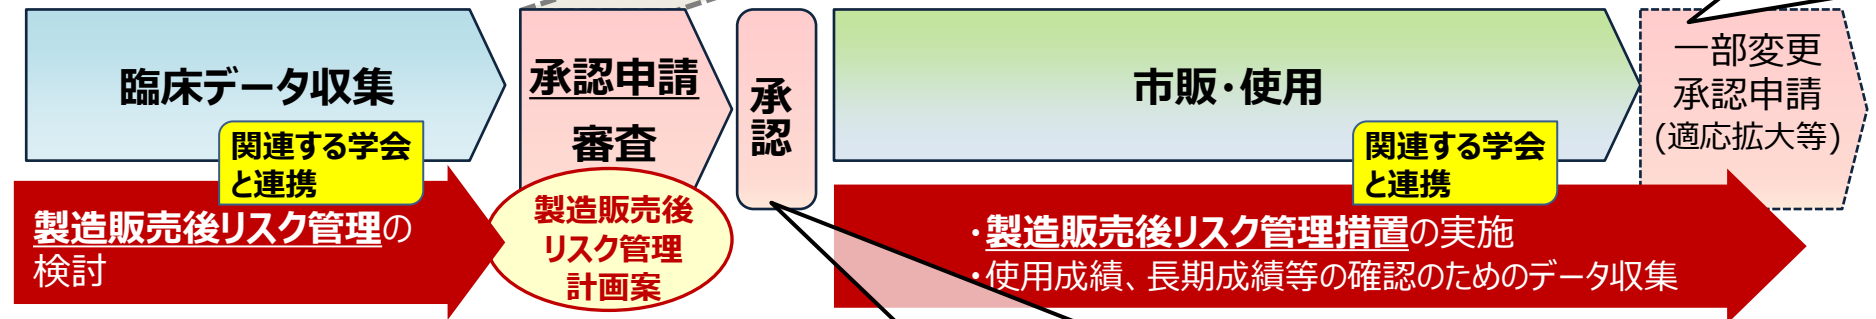 臨床データ収集
関連する学会
と連携
製造販売後リスク管理の
検討
承認申請
審査
製造販売後
リスク管理
計画案
承
認
市販・使用
関連する学会
と連携
・製造販売後リスク管理措置の実施
・使用成績、長期成績等の確認のためのデータ収集
一部変更
承認申請
(適応拡大等)